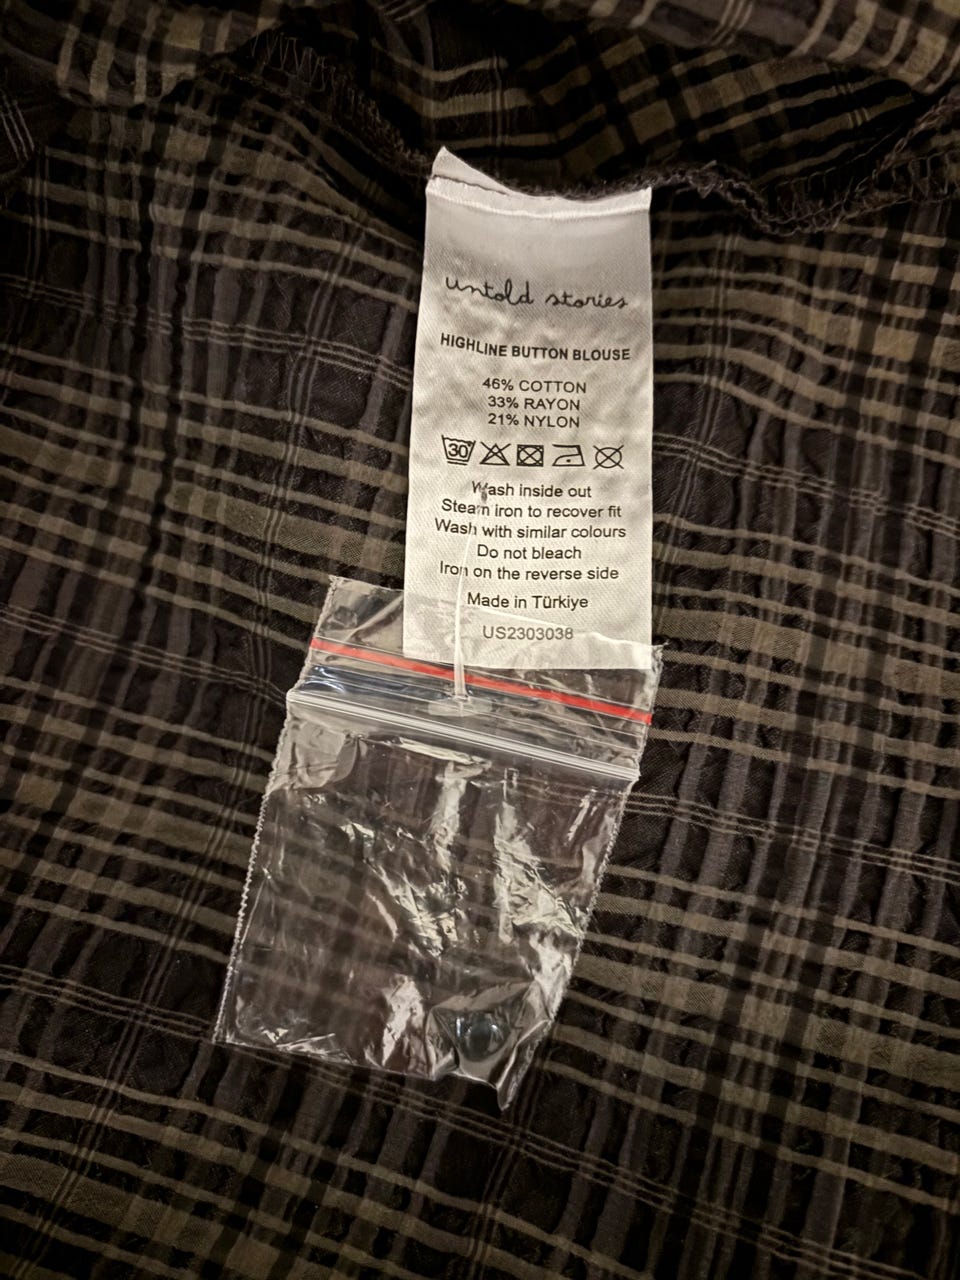 untold stories
HIGHLINE BUTTON BLOUSE
46% COTTON
33% RAYON
21% NYLON
30
Wash inside out
Steam iron to recover fit
Wash with similar colours
Do not bleach
Iron on the reverse side
Made in Türkiye
US2303038